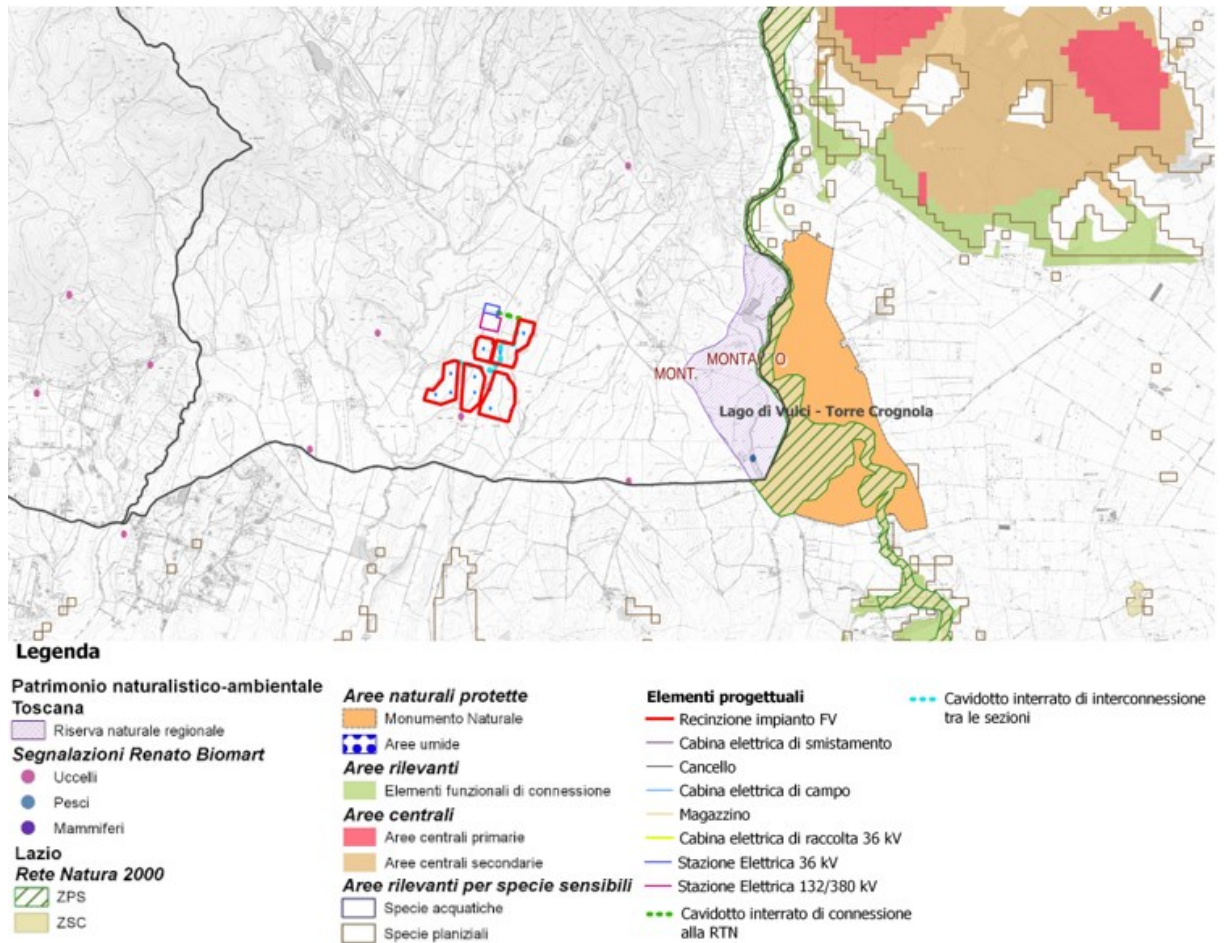 MONTA O
MONT.
Lago di Vulci - Torre Crognola
Legenda
Patrimonio naturalistico-ambientale
Toscana
Riserva naturale regionale
Segnalazioni Renato Biomart
Uccelli
Pesci
Mammiferi
Lazio
Rete Natura 2000
ZPS
ZSC
Aree naturali protette
Monumento Naturale
Aree umide
Aree rilevanti
Elementi funzionali di connessione
Aree centrali
Aree centrali primarie
Aree centrali secondarie
Aree rilevanti per specie sensibili
Specie acquatiche
Specie planiziali
Elementi progettuali
Recinzione impianto FV
Cabina elettrica di smistamento
Cancello
Cabina elettrica di campo
Magazzino
Cabina elettrica di raccolta 36 kV
Stazione Elettrica 36 kV
Stazione Elettrica 132/380 kV
Cavidotto interrato di connessione
alla RTN
Cavidotto interrato di interconnessione
tra le sezioni